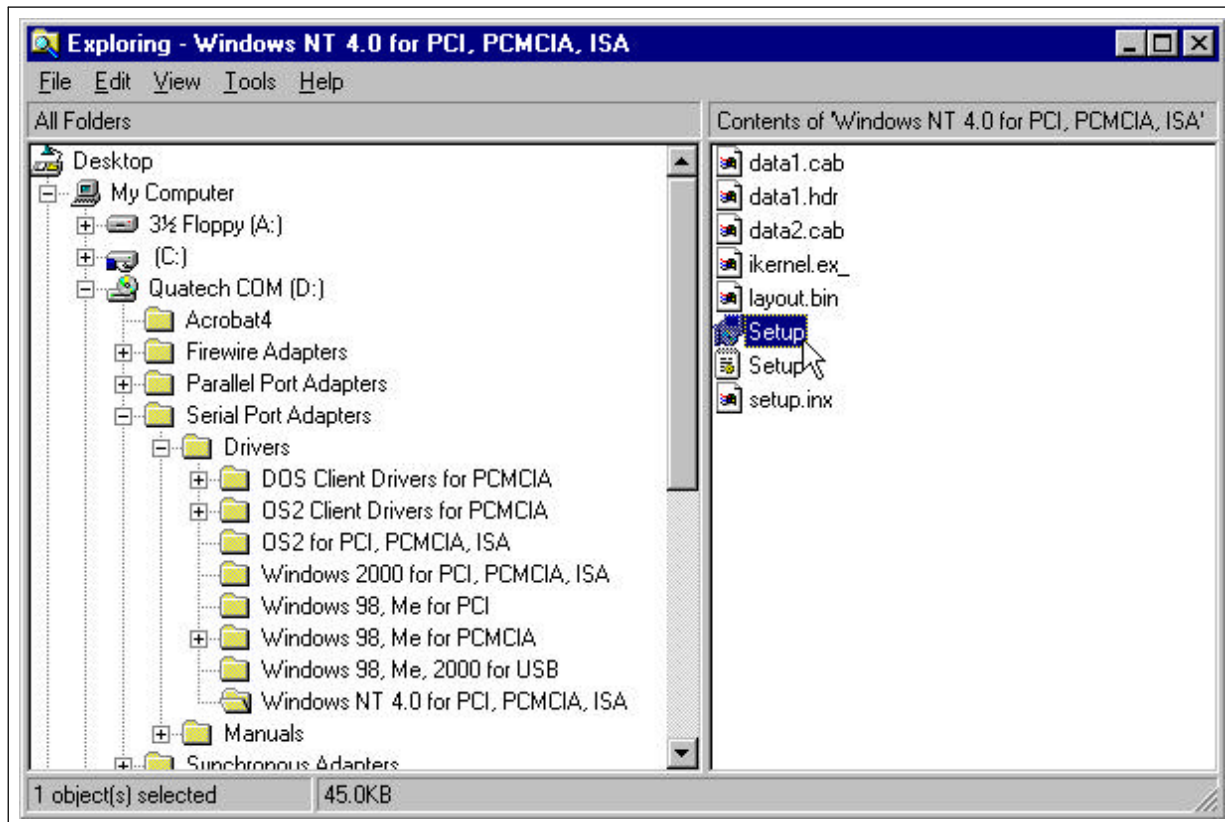 Exploring - Windows NT 4.0 for PCI, PCMCIA, ISA
File Edit View Tools Help
All Folders
Contents of 'Windows NT 4.0 for PCI, PCMCIA, ISA'
Desktop
My Computer
3½ Floppy (A:)
(C:)
Quatech COM (D:)
Acrobat4
Firewire Adapters
Parallel Port Adapters
Serial Port Adapters
Drivers
DOS Client Drivers for PCMCIA
OS2 Client Drivers for PCMCIA
OS2 for PCI, PCMCIA, ISA
Windows 2000 for PCI, PCMCIA, ISA
Windows 98, Me for PCI
Windows 98, Me for PCMCIA
Windows 98, Me, 2000 for USB
Windows NT 4.0 for PCI, PCMCIA, ISA
Manuals
Synchronous Adapters
data1.cab
data1.hdr
data2.cab
ikernel.ex_
layout.bin
Setup
Setup
setup.inx
1 object(s) selected
45.0KB